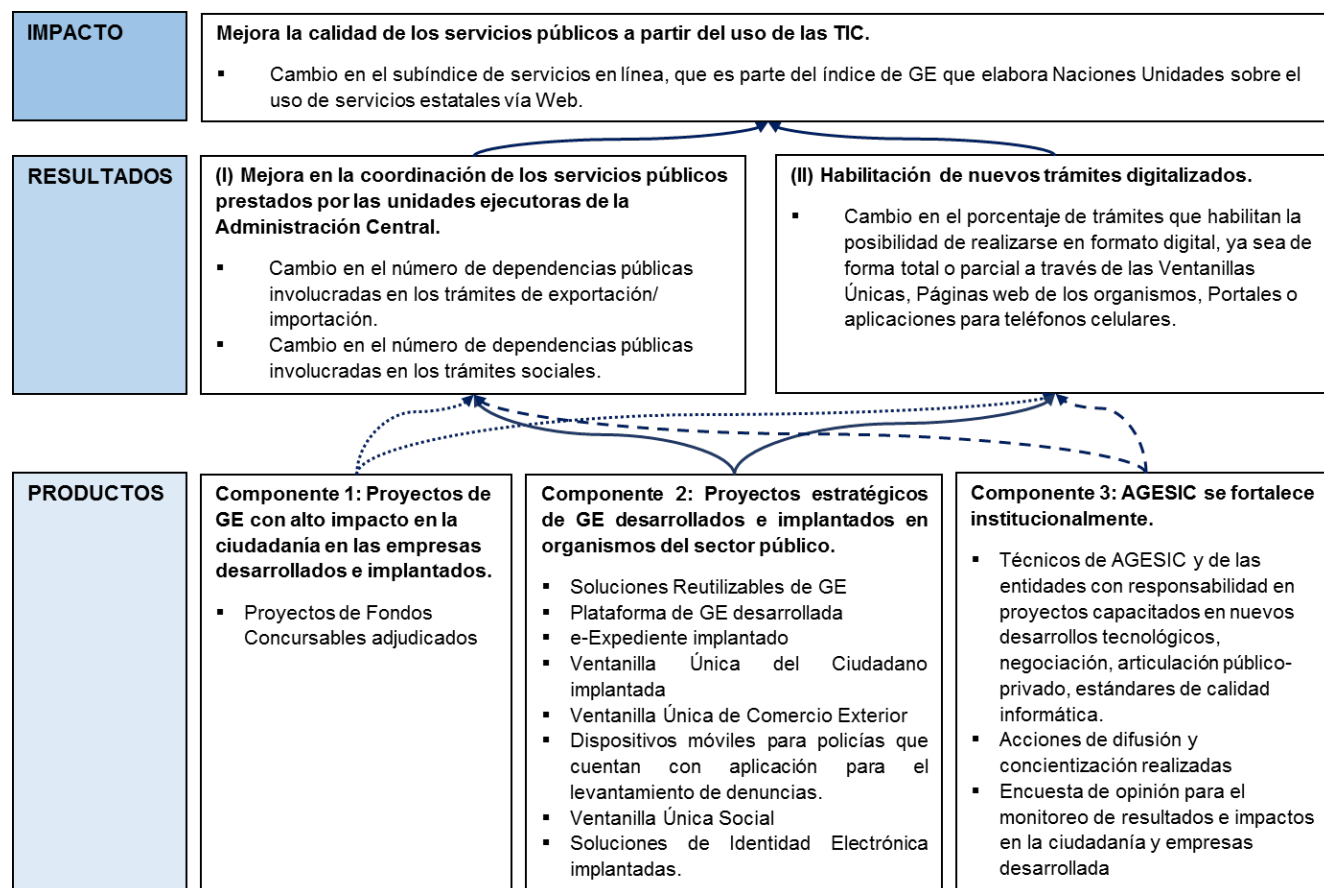 IMPACTO
Mejora la calidad de los servicios públicos a partir del uso de las TIC.
▪ Cambio en el subíndice de servicios en línea, que es parte del índice de GE que elabora Naciones Unidas sobre el
uso de servicios estatales vía Web.
RESULTADOS
(I) Mejora en la coordinación de los servicios públicos
prestados por las unidades ejecutoras de la
Administración Central.
▪ Cambio en el número de dependencias públicas
involucradas en los trámites de exportación/
importación.
▪ Cambio en el número de dependencias públicas
involucradas en los trámites sociales.
(II) Habilitación de nuevos trámites digitalizados.
▪ Cambio en el porcentaje de trámites que habilitan la
posibilidad de realizarse en formato digital, ya sea de
forma total o parcial a través de las Ventanillas
Únicas, Páginas web de los organismos, Portales o
aplicaciones para teléfonos celulares.
PRODUCTOS
Componente 1: Proyectos de
GE con alto impacto en la
ciudadanía en las empresas
desarrollados e implantados.
▪ Proyectos de Fondos
Concursables adjudicados
Componente 2: Proyectos estratégicos
de GE desarrollados e implantados en
organismos del sector público.
▪ Soluciones Reutilizables de GE
▪ Plataforma de GE desarrollada
▪ e-Expediente implantado
▪ Ventanilla Única del Ciudadano
implantada
▪ Ventanilla Única de Comercio Exterior
▪ Dispositivos móviles para policías que
cuentan con aplicación para el
levantamiento de denuncias.
▪ Ventanilla Única Social
▪ Soluciones de Identidad Electrónica
implantadas.
Componente 3: AGESIC se fortalece
institucionalmente.
▪ Técnicos de AGESIC y de las
entidades con responsabilidad en
proyectos capacitados en nuevos
desarrollos tecnológicos,
negociación, articulación público-
privado, estándares de calidad
informática.
▪ Acciones de difusión y
concientización realizadas
▪ Encuesta de opinión para el
monitoreo de resultados e impactos
en la ciudadanía y empresas
desarrollada